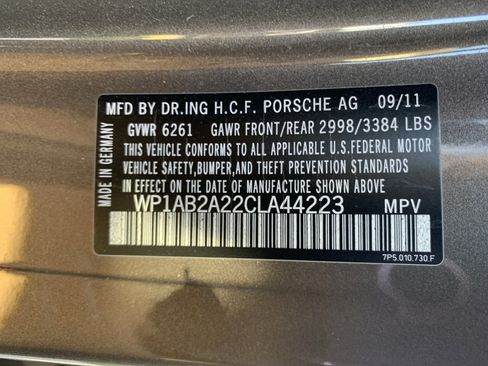 MFD BY DR.ING H.C.F. PORSCHE AG 09/11
GVWR 6261 GAWR FRONT/REAR 2998/3384 LBS
THIS VEHICLE CONFORMS TO ALL APPLICABLE U.S.FEDERAL MOTOR
VEHICLE SAFETY,BUMPER,AND THEFT PREVENTION STANDARDS
IN EFFECT ON THE DATE OF MANUFACTURE SHOWN ABOVE.
WP1AB2A22CLA44223 MPV
7P5.010.730.F
MADE IN GERMANY